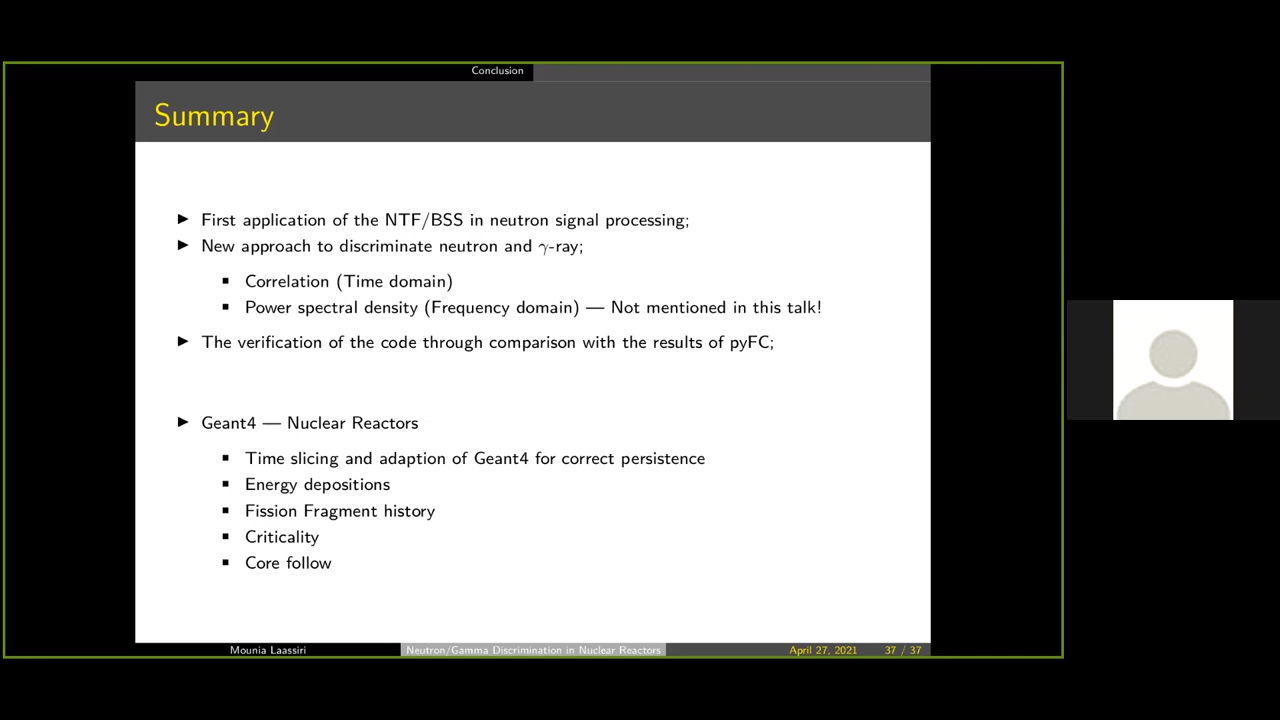 Conclusion
Summary
▶ First application of the NTF/BSS in neutron signal processing;
▶ New approach to discriminate neutron and γ-ray;
▪ Correlation (Time domain)
▪ Power spectral density (Frequency domain) — Not mentioned in this talk!
▶ The verification of the code through comparison with the results of pyFC;
▶ Geant4 — Nuclear Reactors
▪ Time slicing and adaption of Geant4 for correct persistence
▪ Energy depositions
▪ Fission Fragment history
▪ Criticality
▪ Core follow
Mounia Laassiri Neutron/Gamma Discrimination in Nuclear Reactors April 27, 2021 37 / 37